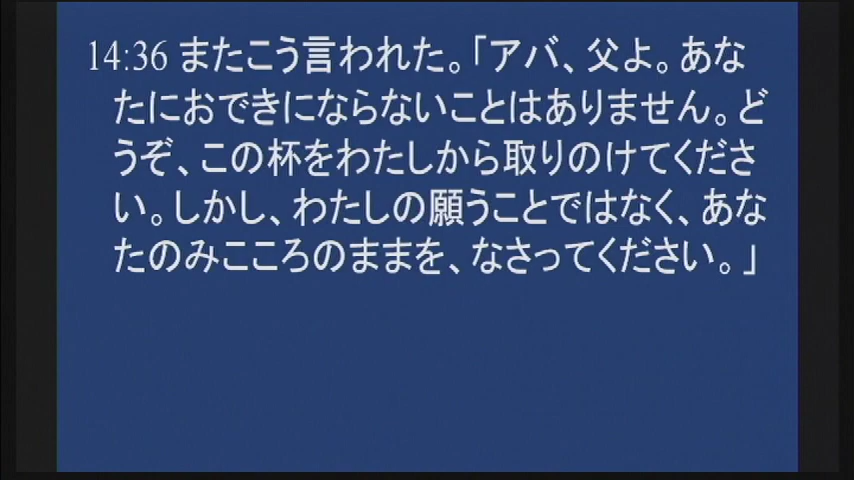 14:36 またこう言われた。「アバ、父よ。あな
たにおできにならないことはありません。ど
うぞ、この杯をわたしから取りのけてくださ
い。しかし、わたしの願うことではなく、あな
たのみこころのままを、なさってください。」